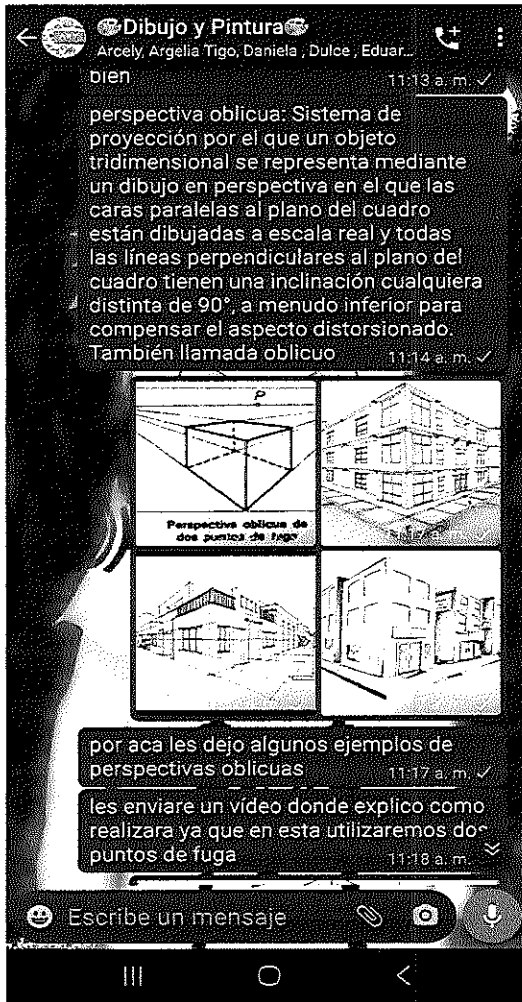 Dibujo y Pintura
Arcely, Argelia Tigo, Daniela , Dulce , Eduar...
bien
11:13 a. m.
perspectiva oblicua: Sistema de
proyección por el que un objeto
tridimensional se representa mediante
un dibujo en perspectiva en el que las
caras paralelas al plano del cuadro
están dibujadas a escala real y todas
las líneas perpendiculares al plano del
cuadro tienen una inclinación cualquiera
distinta de 90°, a menudo inferior para
compensar el aspecto distorsionado.
También llamada oblicuo
11:14 a. m.
P
Perspectiva oblicua de
dos puntos de fuga
11:17 a. m.
por aca les dejo algunos ejemplos de
perspectivas oblicuas
11:17 a. m.
les enviare un vídeo donde explico como
realizara ya que en esta utilizaremos dos
puntos de fuga
11:18 a. m.
Escribe un mensaje